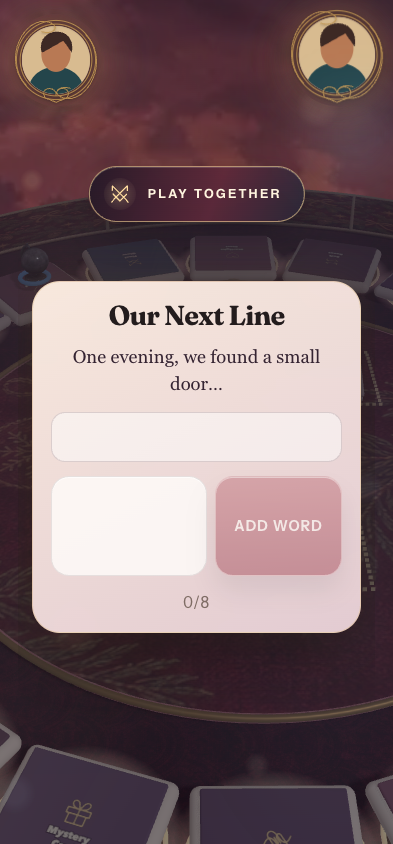 PLAY TOGETHER
Our Next Line
One evening, we found a small
door...
ADD WORD
0/8
Mystery